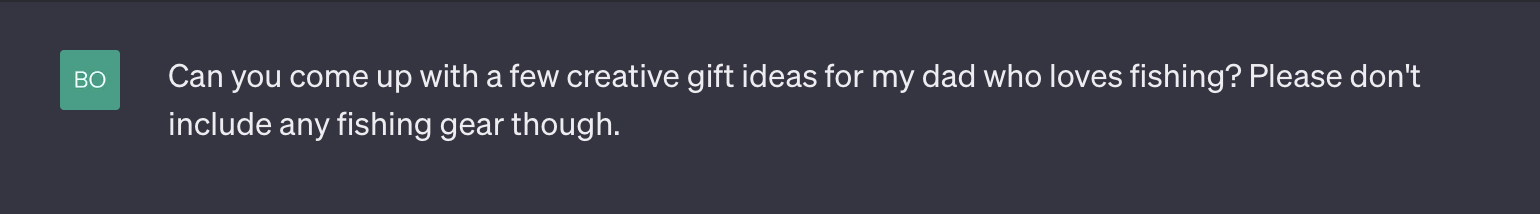 BO
Can you come up with a few creative gift ideas for my dad who loves fishing? Please don't
include any fishing gear though.